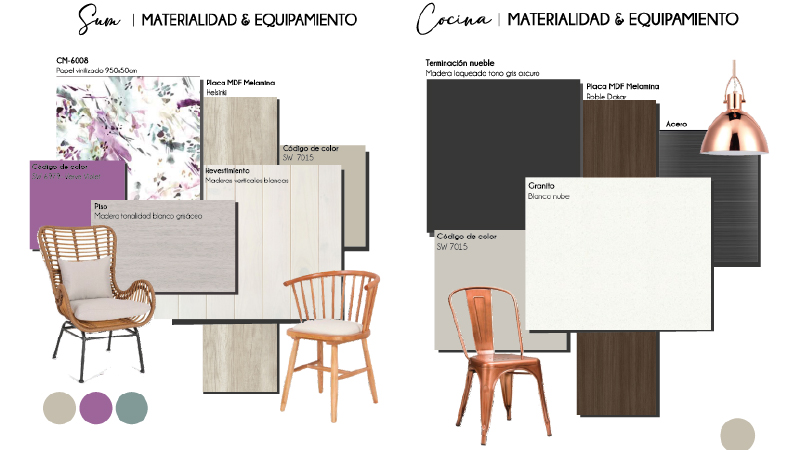 Sum | MATERIALIDAD & EQUIPAMIENTO
CM-6008
Papel vinilizado 950x50cm
Placa MDF Melamina
Helsinki
Código de color
SW 7015
Código de color
Revestimiento
Maderas verticales blancas
Piso
Madera tonalidad blanco grisáceo
Cocina | MATERIALIDAD & EQUIPAMIENTO
Terminación mueble
Madera laqueada tono gris oscuro
Placa MDF Melamina
Roble Dakar
Acero
Granito
Blanco nube
Código de color
SW 7015